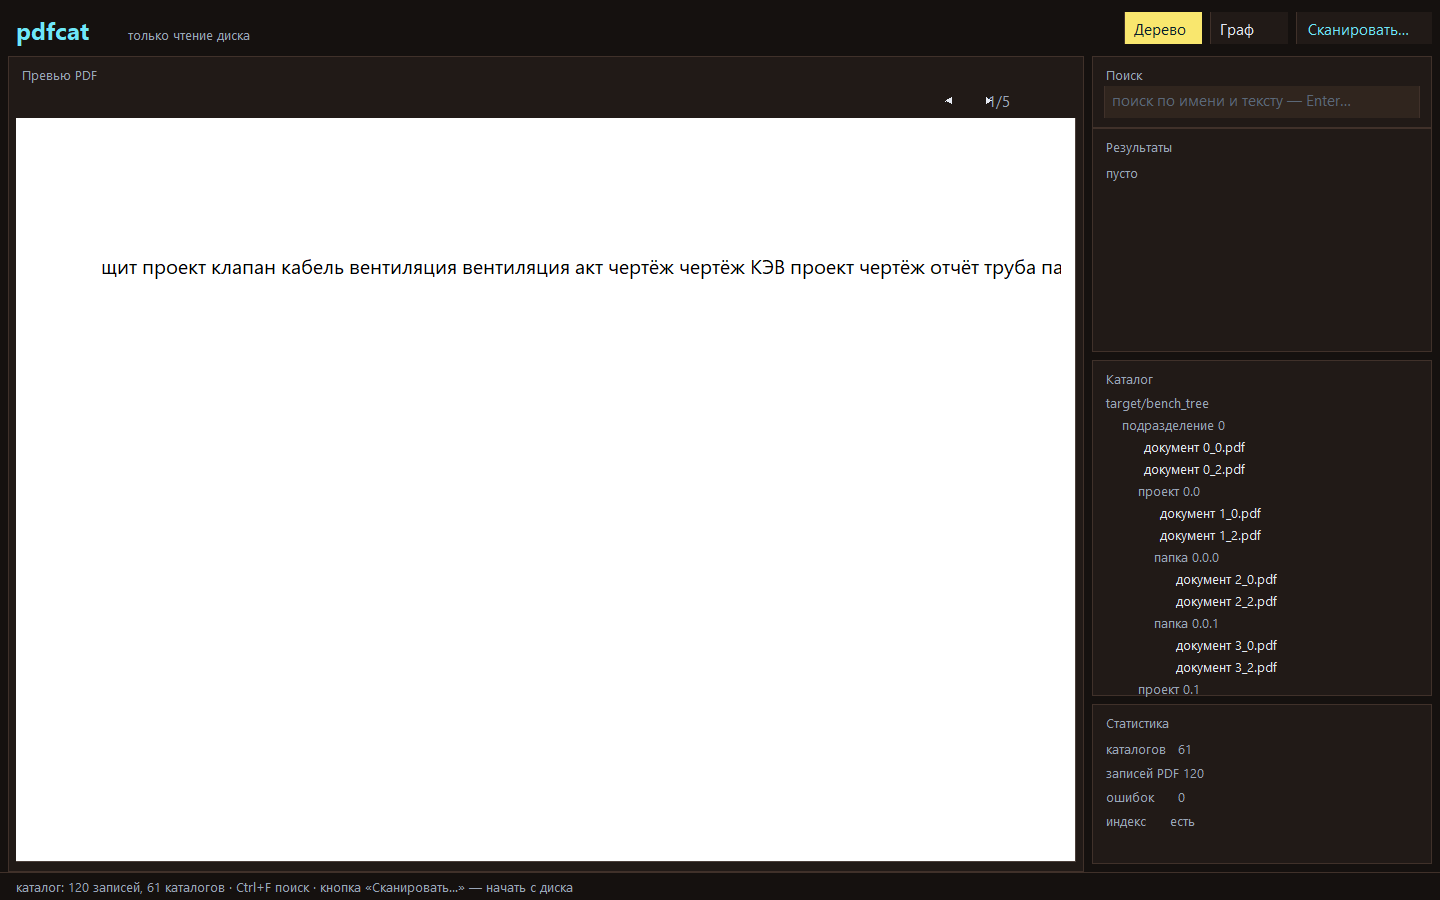 pdfcat
только чтение диска
Дерево
Граф
Сканировать...
Превью PDF
1/5
щит проект клапан кабель вентиляция вентиляция акт чертёж чертёж КЭВ проект чертёж отчёт труба па
Поиск
поиск по имени и тексту — Enter...
Результаты
пусто
Каталог
target/bench_tree
подразделение 0
документ 0_0.pdf
документ 0_2.pdf
проект 0.0
документ 1_0.pdf
документ 1_2.pdf
папка 0.0.0
документ 2_0.pdf
документ 2_2.pdf
папка 0.0.1
документ 3_0.pdf
документ 3_2.pdf
проект 0.1
Статистика
каталогов 61
записей PDF 120
ошибок 0
индекс есть
каталог: 120 записей, 61 каталогов · Ctrl+F поиск · кнопка «Сканировать...» — начать с диска